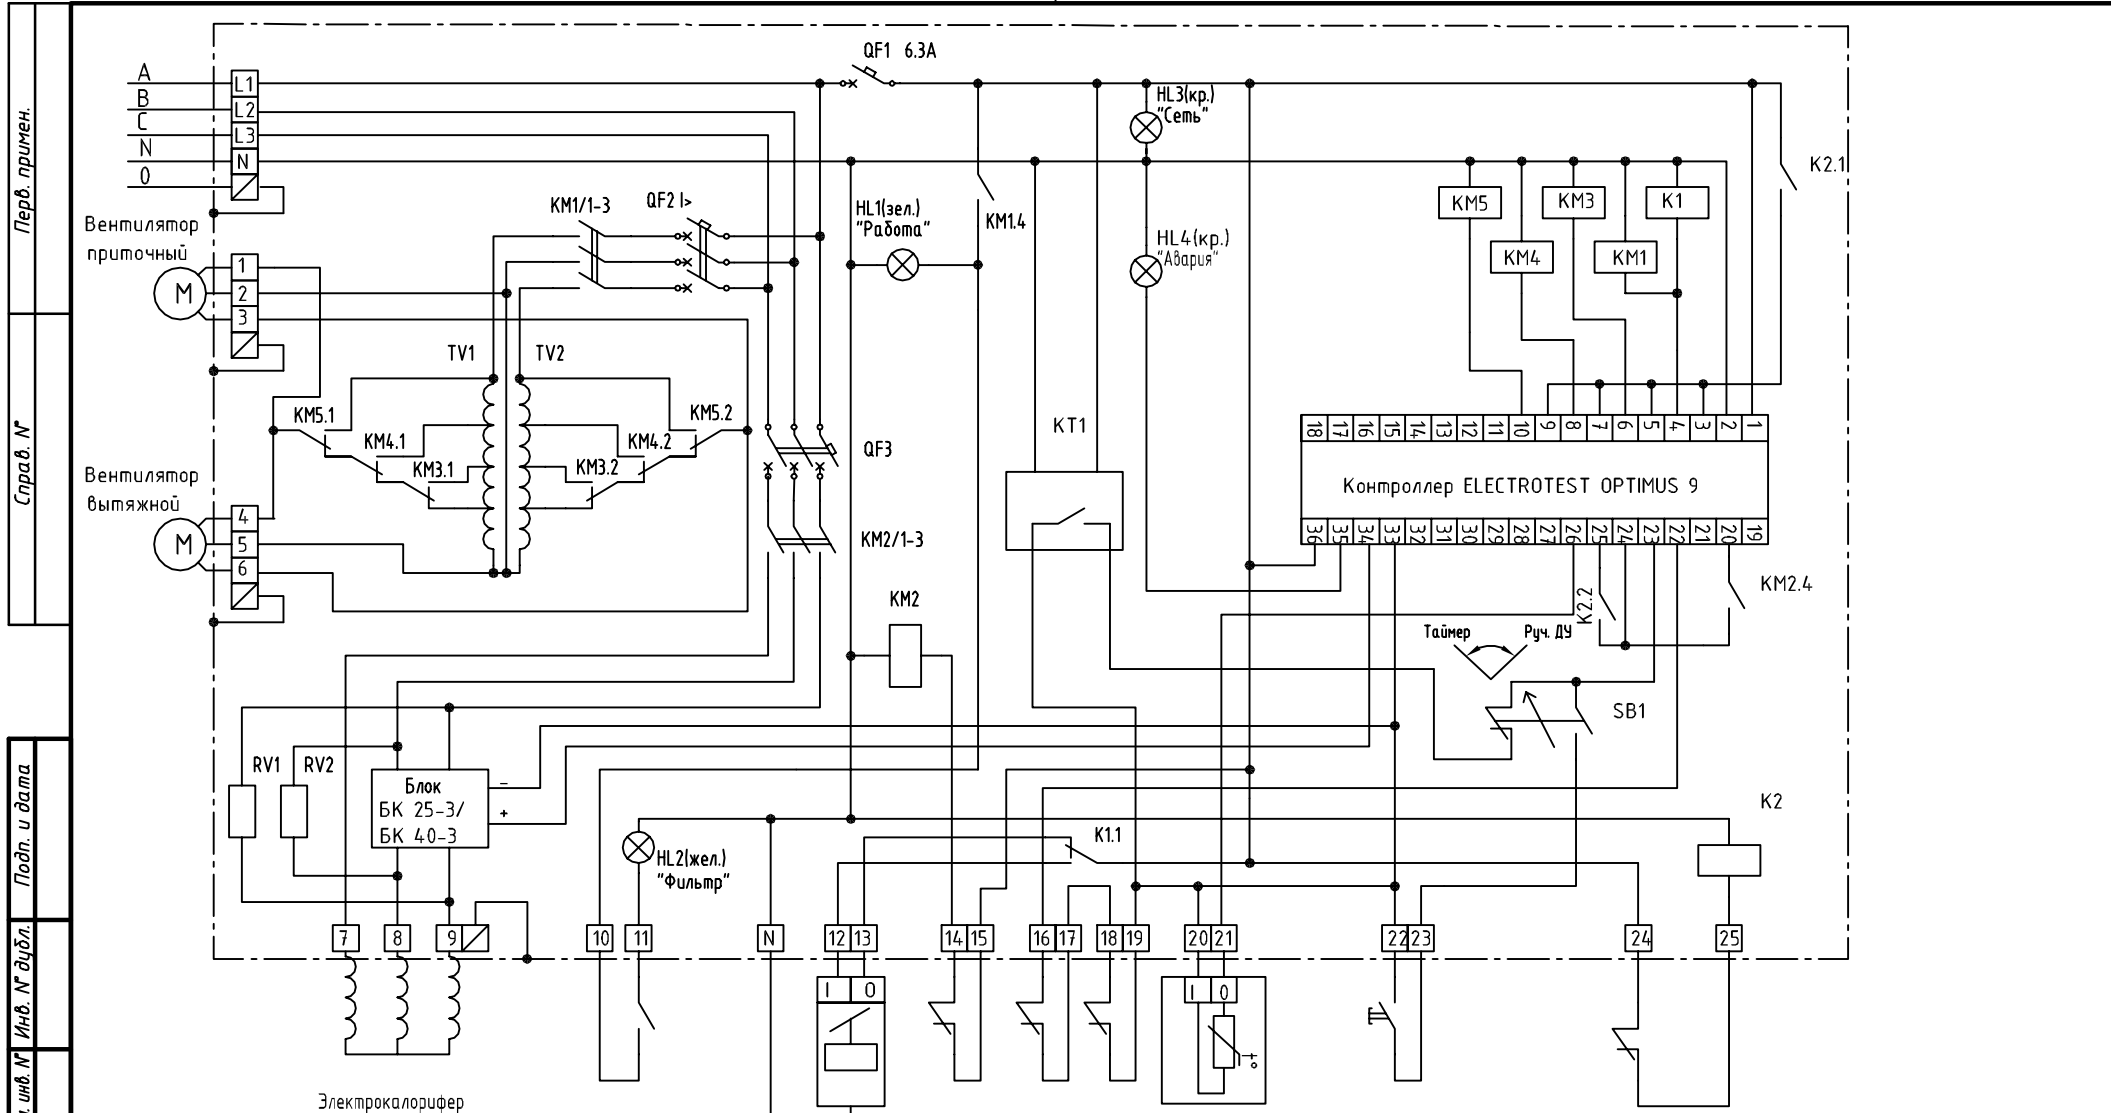 Перв. примен.
Справ. №
Подп. и дата
Инв. № дубл.
инв. №
QF1 6.3А
A
B
C
N
0
L1
L2
L3
N
HL3(кр.)
"Сеть"
K2.1
Вентилятор
приточный
KM1/1-3
QF2 I>
HL1(зел.)
"Работа"
KM1.4
HL4(кр.)
"Авария"
KM5
KM3
K1
KM4
KM1
M
1
2
3
TV1
TV2
KM5.1
KM4.1
KM3.1
KM5.2
KM4.2
KM3.2
QF3
KT1
18 17 16 15 14 13 12 11 10 9 8 7 6 5 4 3 2 1
Контроллер ELECTROTEST OPTIMUS 9
36 35 34 33 32 31 30 29 28 27 26 25 24 23 22 21 20 19
Вентилятор
вытяжной
M
4
5
6
KM2/1-3
KM2
K2.2
KM2.4
Таймер
Руч. ДУ
SB1
RV1
RV2
Блок
БК 25-3/
БК 40-3
−
+
K2
HL2(жел.)
"Фильтр"
K1.1
7 8 9 10 11 N 12 13 14 15 16 17 18 19 20 21 22 23 24 25
I 0
I 0
t°
Электрокалорифер